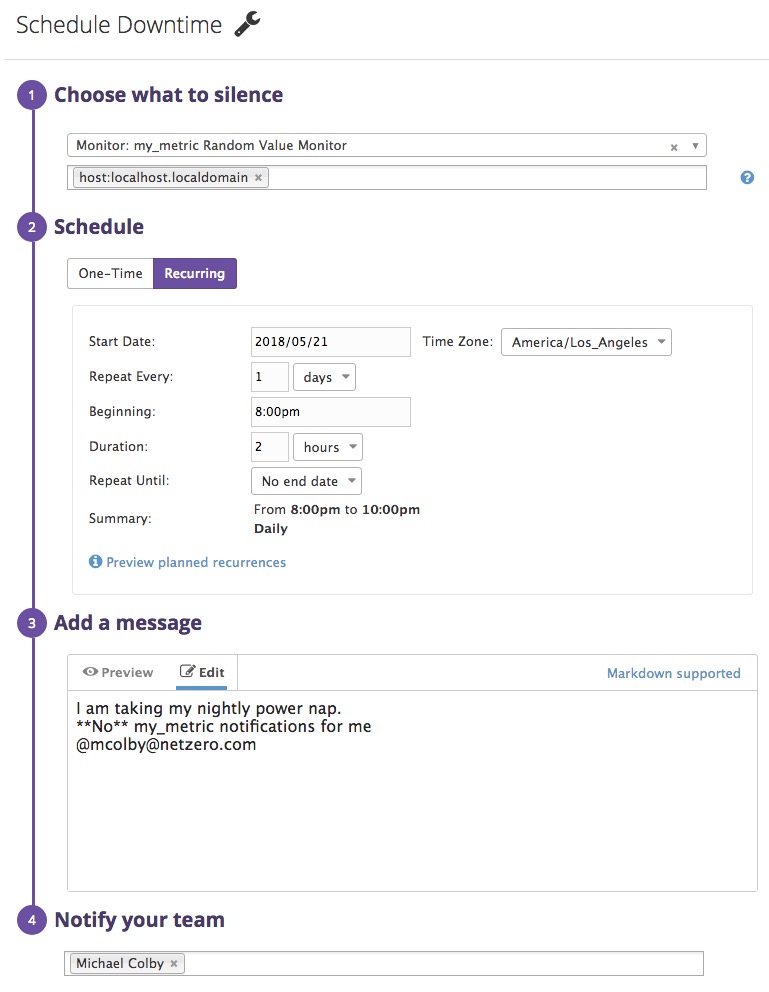 Schedule Downtime
1 Choose what to silence
Monitor: my_metric Random Value Monitor × ▼
host:localhost.localdomain × ?
2 Schedule
One-Time Recurring
Start Date: 2018/05/21 Time Zone: America/Los_Angeles
Repeat Every: 1 days
Beginning: 8:00pm
Duration: 2 hours
Repeat Until: No end date
Summary: From 8:00pm to 10:00pm
Daily
i Preview planned recurrences
3 Add a message
Preview Edit Markdown supported
I am taking my nightly power nap.
**No** my_metric notifications for me
@mcolby@netzero.com
4 Notify your team
Michael Colby ×